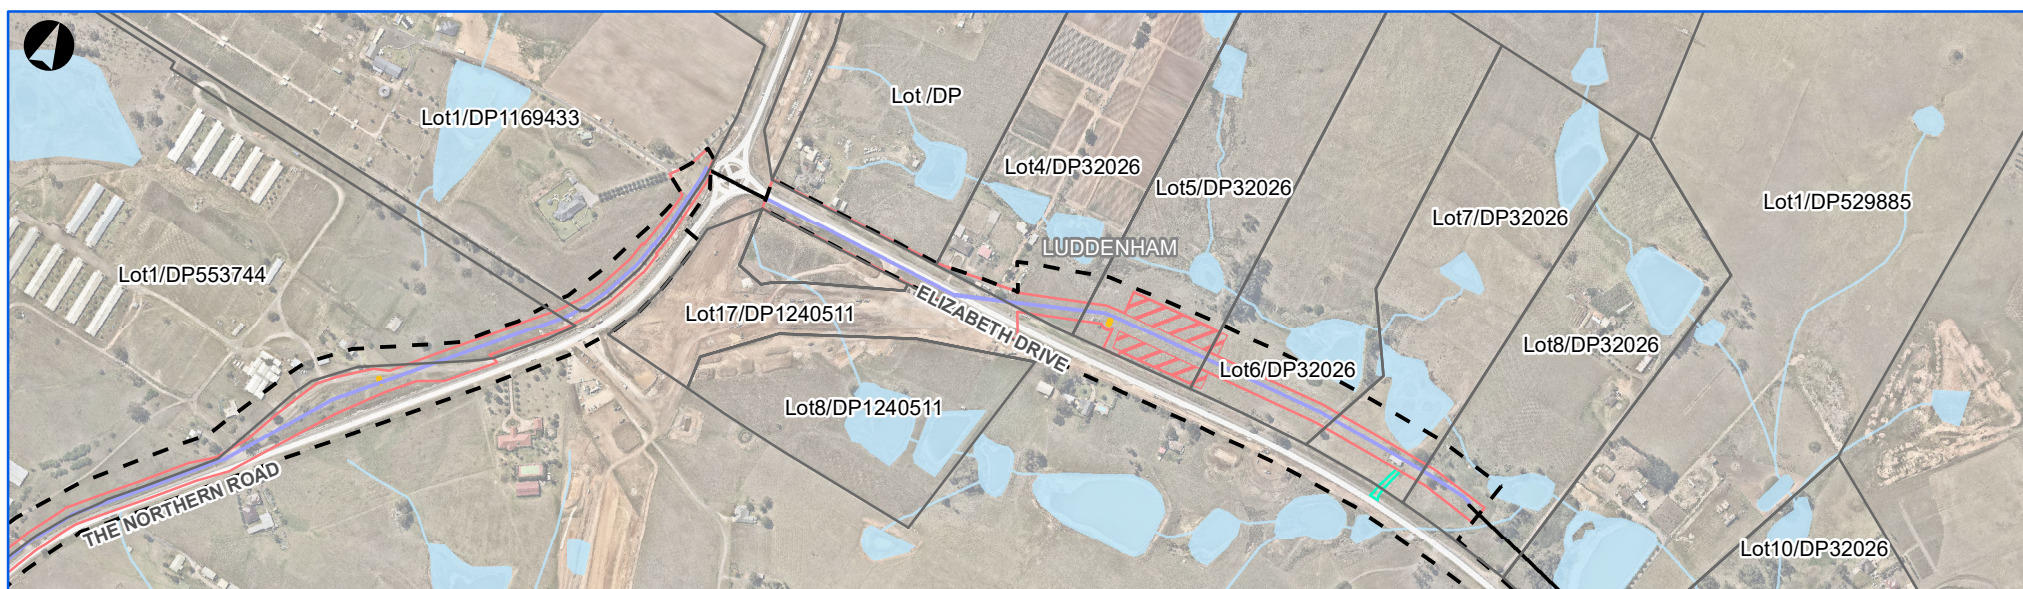 Lot /DP
Lot1/DP1169433
Lot4/DP32026
Lot5/DP32026
Lot1/DP529885
Lot7/DP32026
LUDDENHAM
Lot1/DP553744
Lot17/DP1240511
ELIZABETH DRIVE
Lot8/DP32026
Lot6/DP32026
Lot8/DP1240511
THE NORTHERN ROAD
Lot10/DP32026